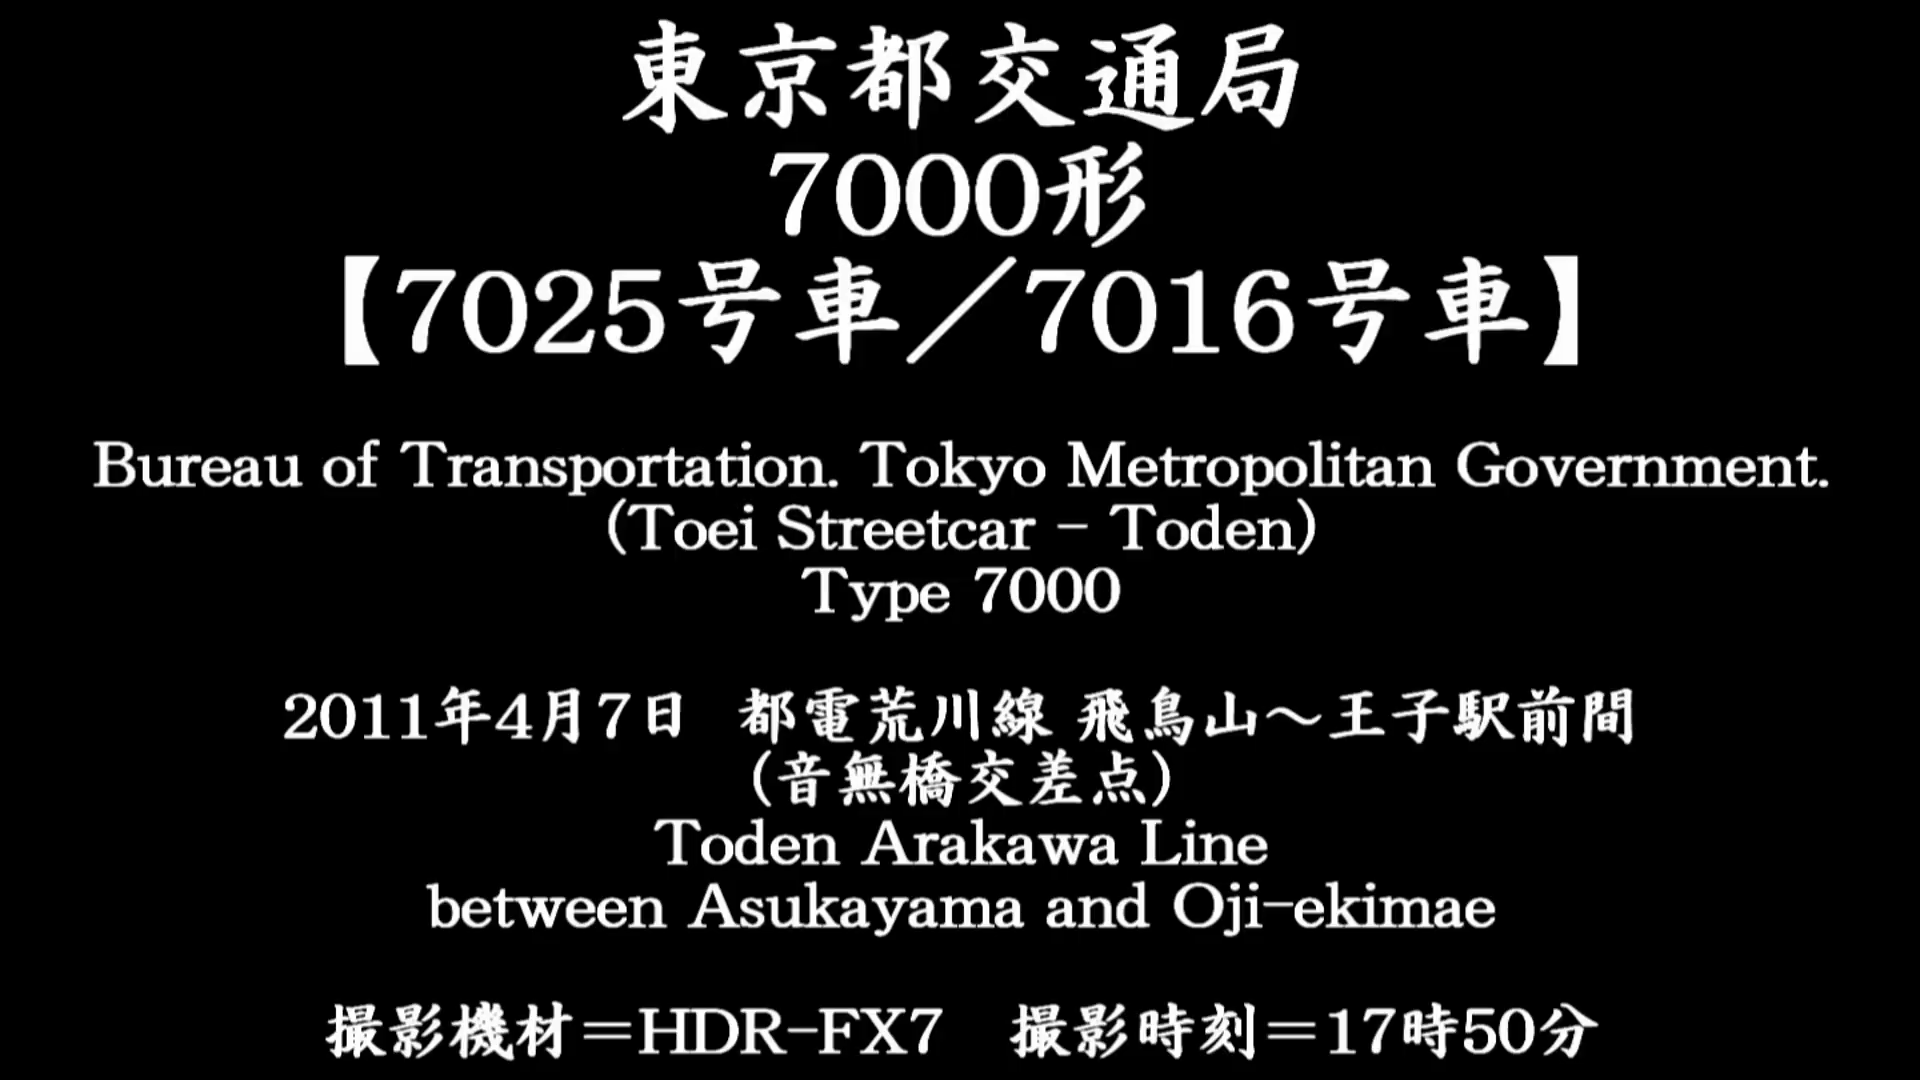 東京都交通局
7000形
【7025号車／7016号車】
Bureau of Transportation. Tokyo Metropolitan Government.
(Toei Streetcar - Toden)
Type 7000
2011年4月7日　都電荒川線 飛鳥山～王子駅前間
(音無橋交差点)
Toden Arakawa Line
between Asukayama and Oji-ekimae
撮影機材＝HDR-FX7　撮影時刻＝17時50分